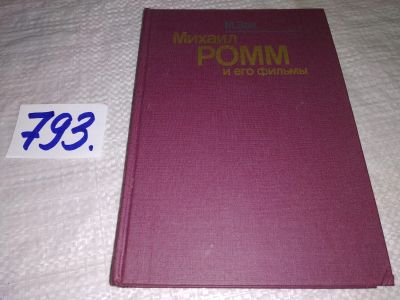 М. Зак
Михаил
РОММ
и его фильмы
793.